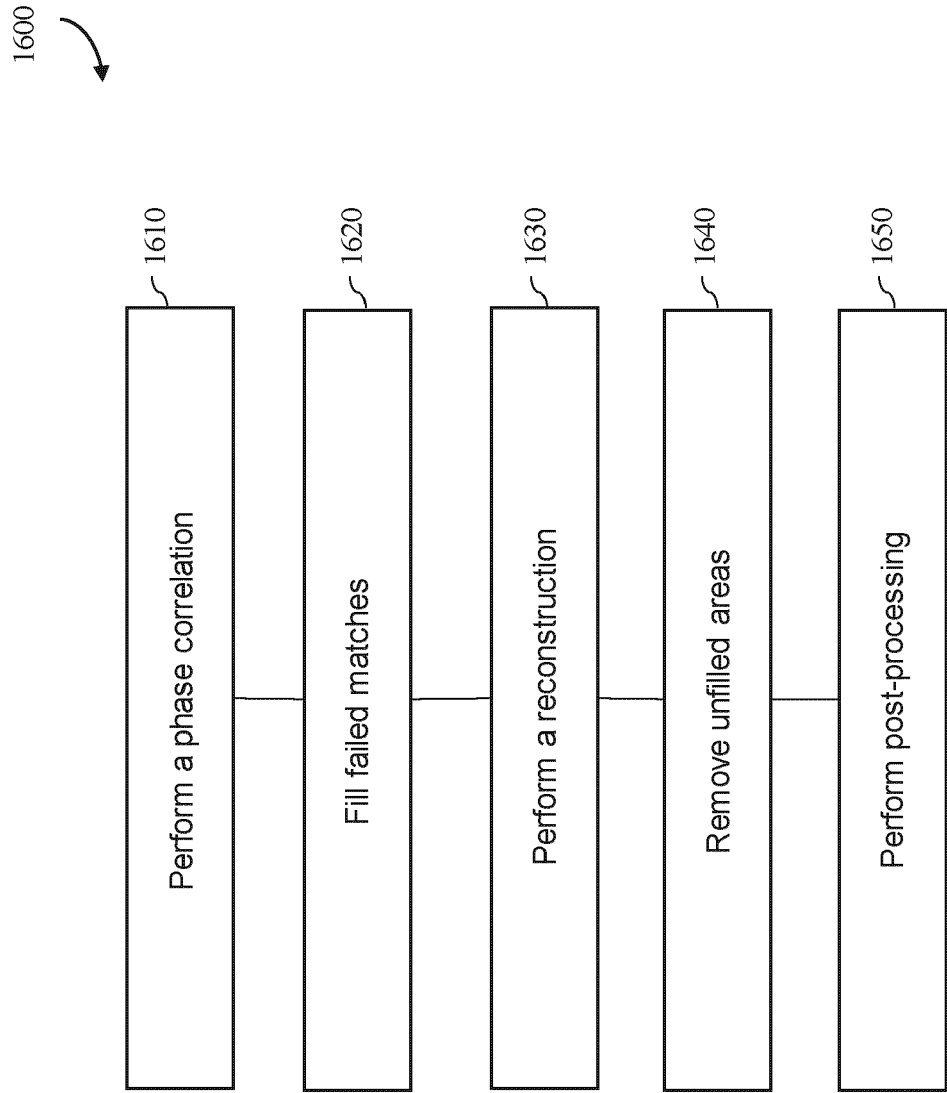 1600
Perform a phase correlation
1610
Fill failed matches
1620
Perform a reconstruction
1630
Remove unfilled areas
1640
Perform post-processing
1650